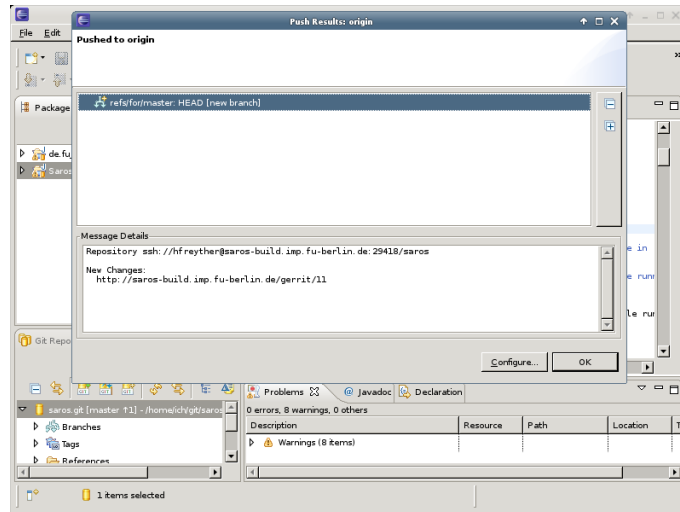 Push Results: origin
File Edit
Pushed to origin
refs/for/master: HEAD [new branch]
Package
de.fu
Saros
Message Details
Repository ssh://hfreyther@saros-build.imp.fu-berlin.de:29418/saros
New Changes:
http://saros-build.imp.fu-berlin.de/gerrit/11
e in
e runn
le run
Git Repo
Configure...
OK
Problems
@ Javadoc
Declaration
saros.git [master ↑1] - /home/ich/git/saros
0 errors, 8 warnings, 0 others
Description Resource Path Location T
Branches
Warnings (8 items)
Tags
References
1 items selected